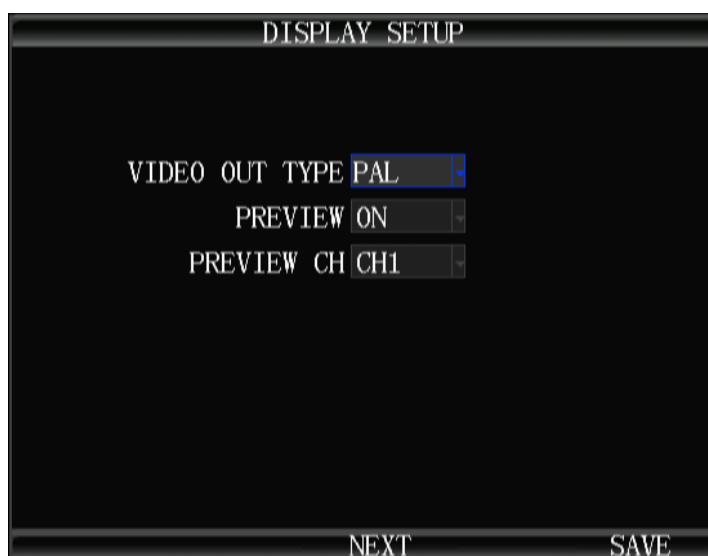 DISPLAY SETUP
VIDEO OUT TYPE PAL
PREVIEW ON
PREVIEW CH CH1
NEXT SAVE